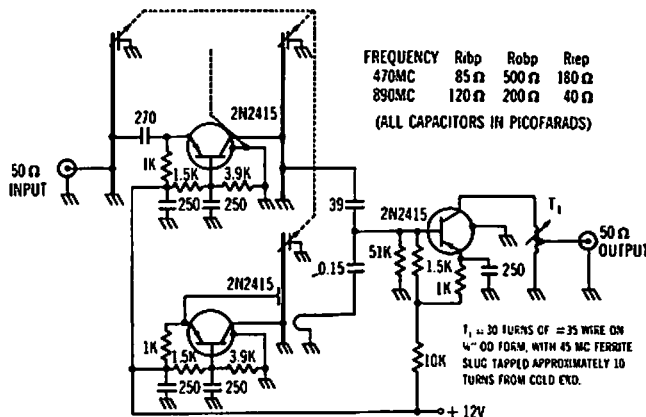 FREQUENCY Ribp Robp Riep
470MC 85Ω 500Ω 180Ω
890MC 120Ω 200Ω 40Ω
(ALL CAPACITORS IN PICOFARADS)
2N2415
270
50 Ω
INPUT
1K
1.5K
3.9K
250
250
39
2N2415
T1
50 Ω
OUTPUT
51K
1.5K
1K
250
0.15
2N2415
1K
1.5K
3.9K
250
250
10K
+ 12V
T1 = 30 TURNS OF #35 WIRE ON
¼" OD FORM, WITH 45 MC FERRITE
SLUG TAPPED APPROXIMATELY 10
TURNS FROM COLD END.